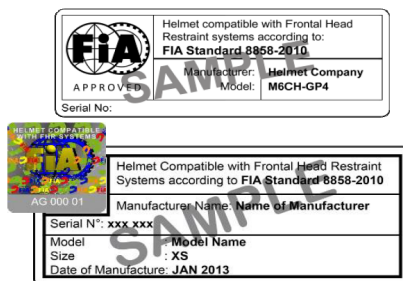 FiA
APPROVED
Helmet compatible with Frontal Head
Restraint systems according to:
FIA Standard 8858-2010
Manufacturer: Helmet Company
Model: M6CH-GP4
Serial No:
SAMPLE
HELMET COMPATIBLE
WITH FHR SYSTEMS
FiA
AG 000 01
Helmet Compatible with Frontal Head Restraint
Systems according to FIA Standard 8858-2010
Manufacturer Name: Name of Manufacturer
Serial N°: xxx xxx
Model : Model Name
Size : XS
Date of Manufacture: JAN 2013
SAMPLE